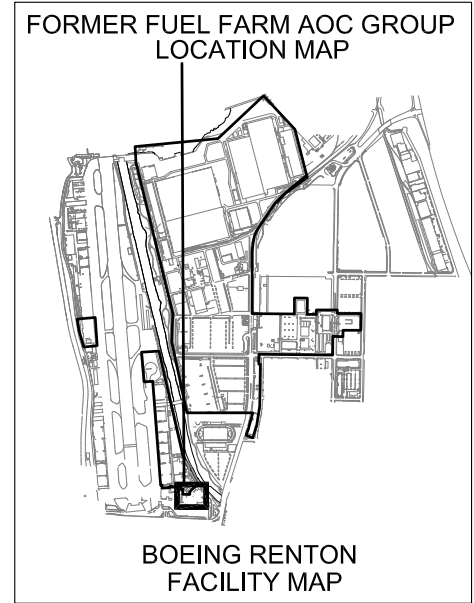 FORMER FUEL FARM AOC GROUP
LOCATION MAP
BOEING RENTON
FACILITY MAP